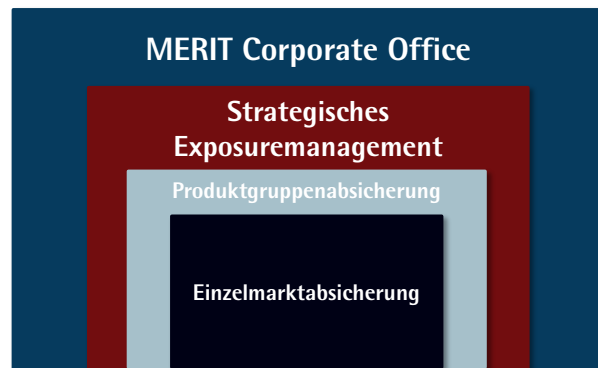 MERIT Corporate Office
Strategisches
Exposuremanagement
Produktgruppenabsicherung
Einzelmarktabsicherung